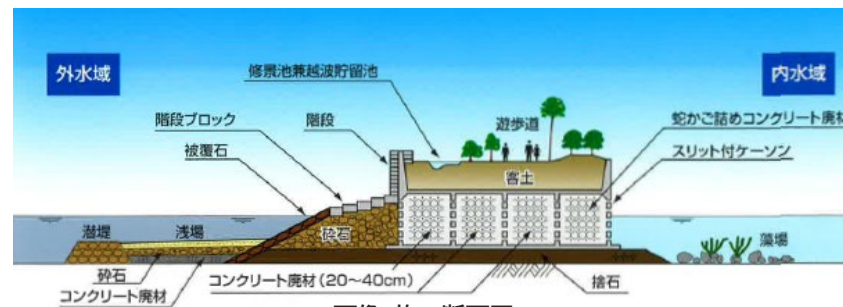 外水域
内水域
修景池兼越波貯留池
階段ブロック
階段
遊歩道
蛇かご詰めコンクリート廃材
被覆石
スリット付ケーソン
客土
潜堤
浅場
砕石
藻場
砕石
コンクリート廃材(20〜40cm)
捨石
コンクリート廃材